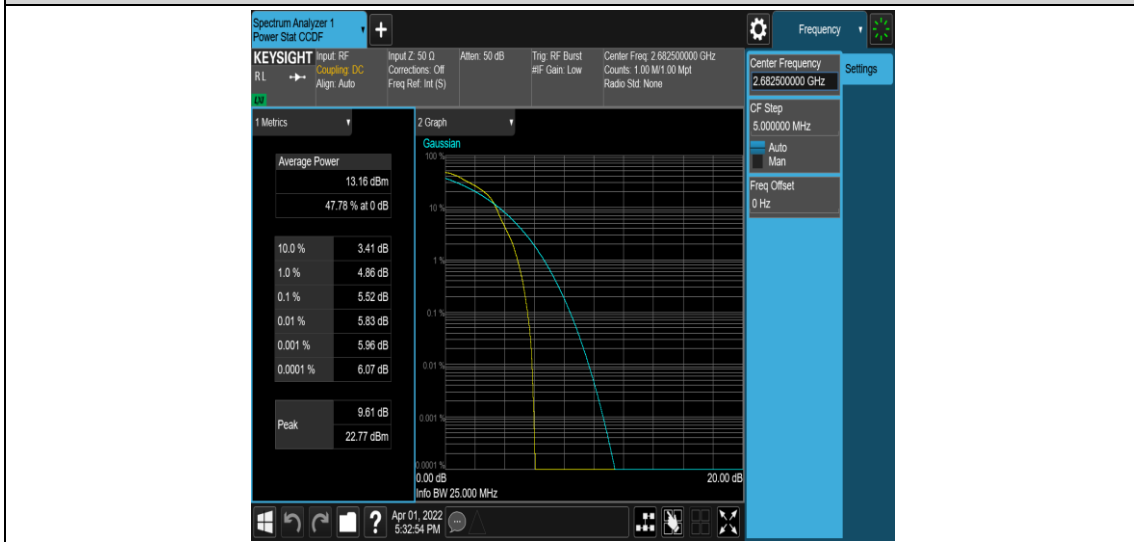 Spectrum Analyzer 1
Power Stat CCDF
+
Frequency
KEYSIGHT
RL
LXI
Input: RF
Coupling: DC
Align: Auto
Input Z: 50 Ω
Corrections: Off
Freq Ref: Int (S)
Atten: 50 dB
Trig: RF Burst
#IF Gain: Low
Center Freq: 2.682500000 GHz
Counts: 1.00 M/1.00 Mpt
Radio Std: None
Center Frequency
2.682500000 GHz
Settings
CF Step
5.000000 MHz
Auto
Man
Freq Offset
0 Hz
1 Metrics
Average Power
13.16 dBm
47.78 % at 0 dB
10.0 % 3.41 dB
1.0 % 4.86 dB
0.1 % 5.52 dB
0.01 % 5.83 dB
0.001 % 5.96 dB
0.0001 % 6.07 dB
Peak
9.61 dB
22.77 dBm
2 Graph
Gaussian
100 %
10 %
1 %
0.1 %
0.01 %
0.001 %
0.0001 %
0.00 dB 20.00 dB
Info BW 25.000 MHz
?
Apr 01, 2022
5:32:54 PM